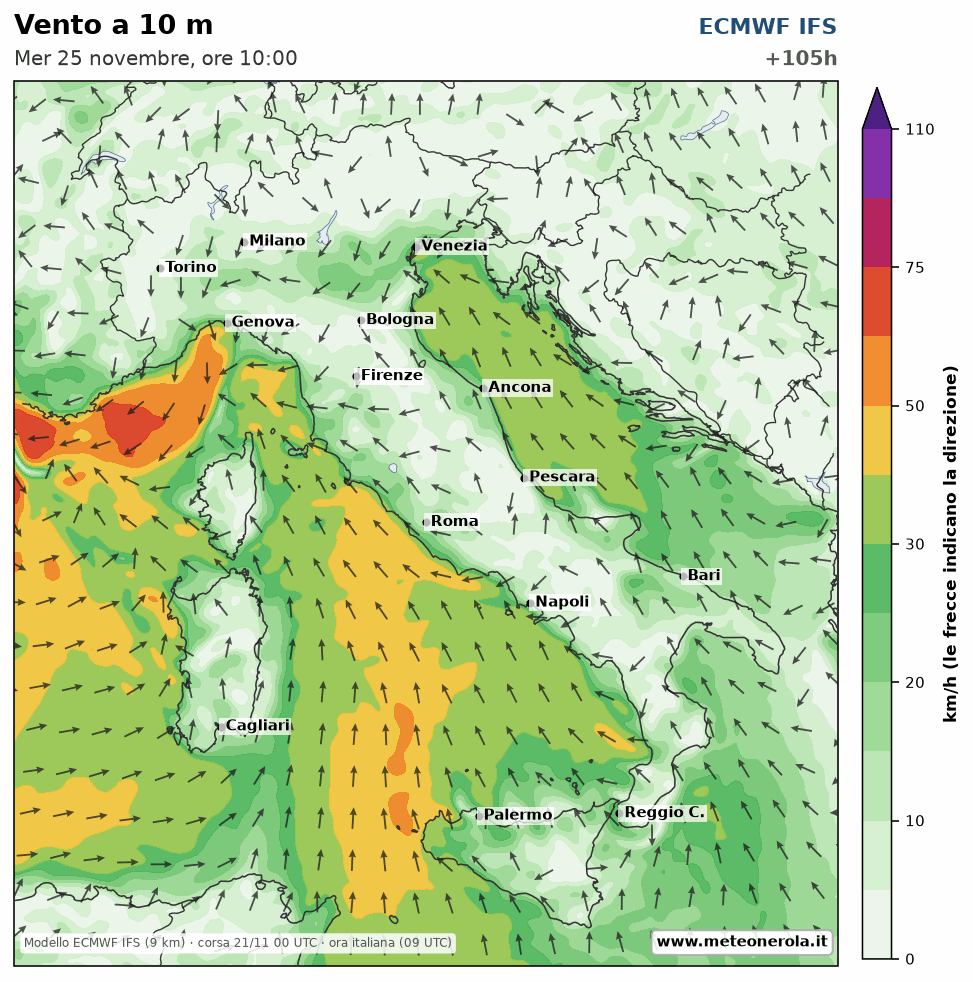 Vento a 10 m
ECMWF IFS
Mer 25 novembre, ore 10:00
+105h
Milano
Venezia
Torino
Genova
Bologna
Firenze
Ancona
Pescara
Roma
Bari
Napoli
Cagliari
Palermo
Reggio C.
110
75
50
30
20
10
0
km/h (le frecce indicano la direzione)
Modello ECMWF IFS (9 km) · corsa 21/11 00 UTC · ora italiana (09 UTC)
www.meteonerola.it